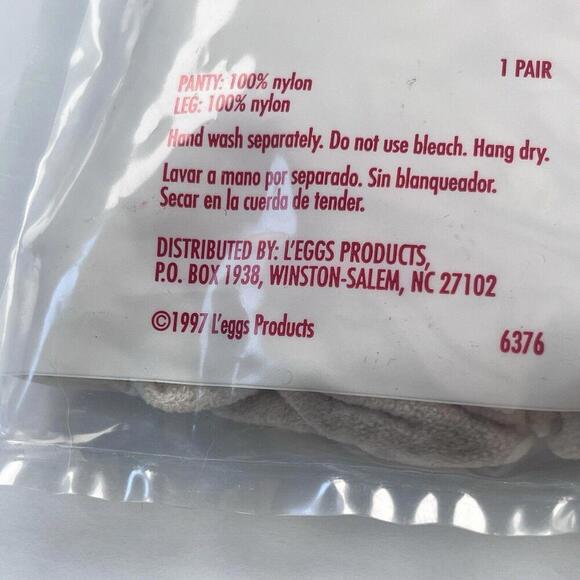 1 PAIR
PANTY: 100% nylon
LEG: 100% nylon
Hand wash separately. Do not use bleach. Hang dry.
Lavar a mano por separado. Sin blanqueador.
Secar en la cuerda de tender.
DISTRIBUTED BY: L'EGGS PRODUCTS,
P.O. BOX 1938, WINSTON-SALEM, NC 27102
©1997 L'eggs Products
6376